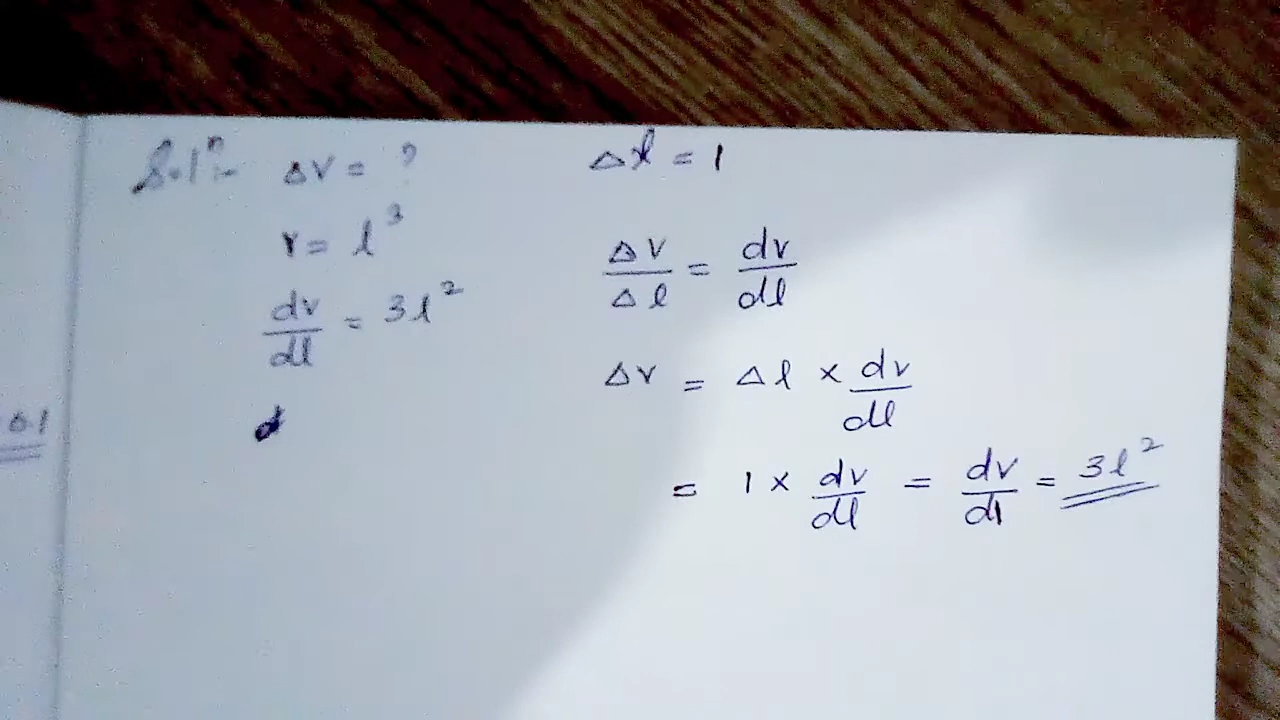 Solⁿ:- ΔV = ?
V = l³
dv/dl = 3l²
Δl = 1
ΔV/Δl = dv/dl
ΔV = Δl × dv/dl
= 1 × dv/dl = dv/dl = 3l²